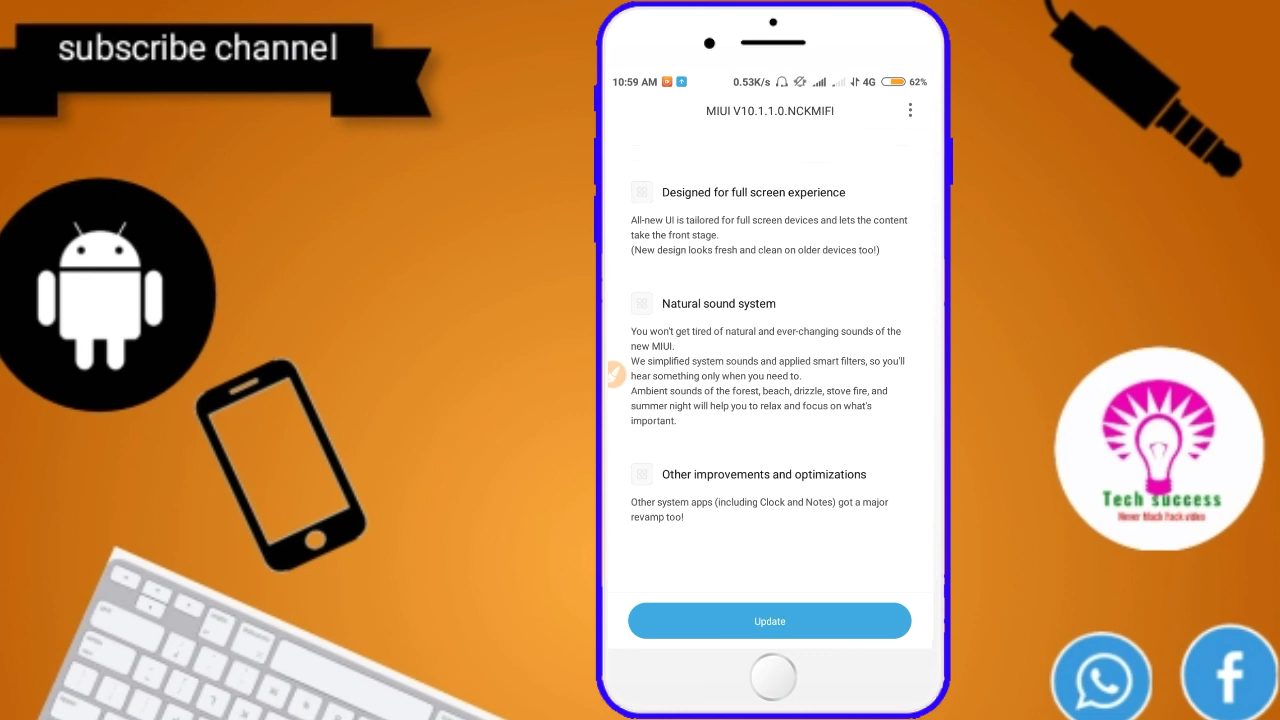 subscribe channel
10:59 AM 0.53K/s 4G 62%
MIUI V10.1.1.0.NCKMIFI
Designed for full screen experience
All-new UI is tailored for full screen devices and lets the content
take the front stage.
(New design looks fresh and clean on older devices too!)
Natural sound system
You won't get tired of natural and ever-changing sounds of the
new MIUI.
We simplified system sounds and applied smart filters, so you'll
hear something only when you need to.
Ambient sounds of the forest, beach, drizzle, stove fire, and
summer night will help you to relax and focus on what's
important.
Other improvements and optimizations
Other system apps (including Clock and Notes) got a major
revamp too!
Update
Tech success